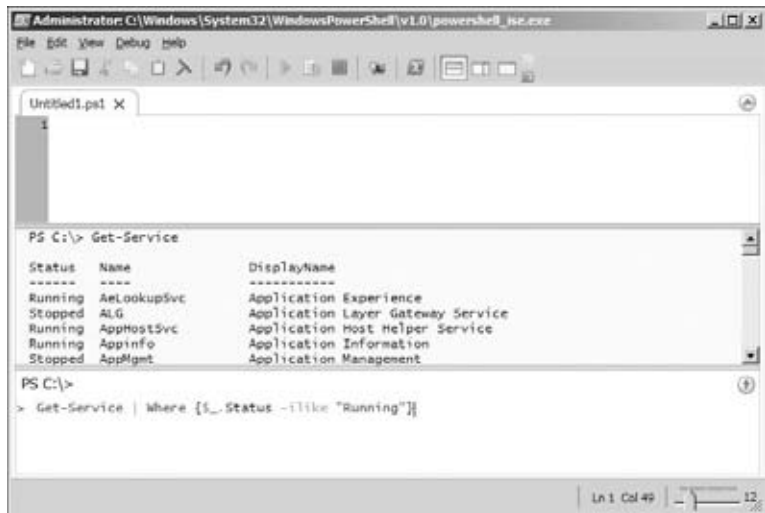 Administrator: C:\Windows\System32\WindowsPowerShell\v1.0\powershell_ise.exe
File Edit View Debug Help
Untitled1.ps1 X
1
PS C:\> Get-Service
Status Name DisplayName
------ ---- -----------
Running AeLookupSvc Application Experience
Stopped ALG Application Layer Gateway Service
Running AppHostSvc Application Host Helper Service
Running Appinfo Application Information
Stopped AppMgmt Application Management
PS C:\>
> Get-Service | Where {$_.Status -ilike "Running"}
Ln 1 Col 49 12